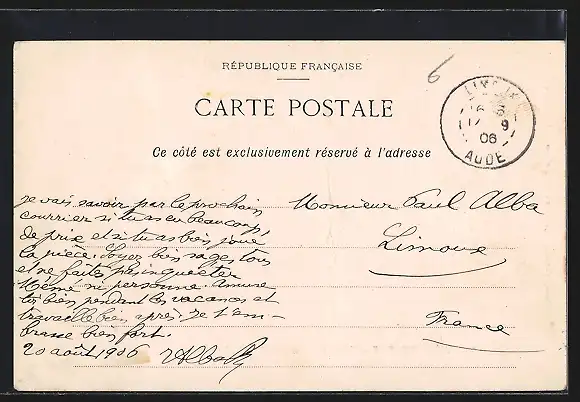 RÉPUBLIQUE FRANÇAISE
6
CARTE POSTALE
Ce côté est exclusivement réservé à l'adresse
LIMOUX
9
06
AUDE
Monsieur Paul Alba
Limoux
France
Je vais savoir par le prochain
courrier si tu as eu beaucoup
de prix et si tu as bien joué
la pièce. Soyez bien sages tous
et ne faites pas inquiéter
Mémé ni personne. Amuse
toi bien pendant les vacances et
travaille bien après. Je t'em-
brasse bien fort.
20 août 1906